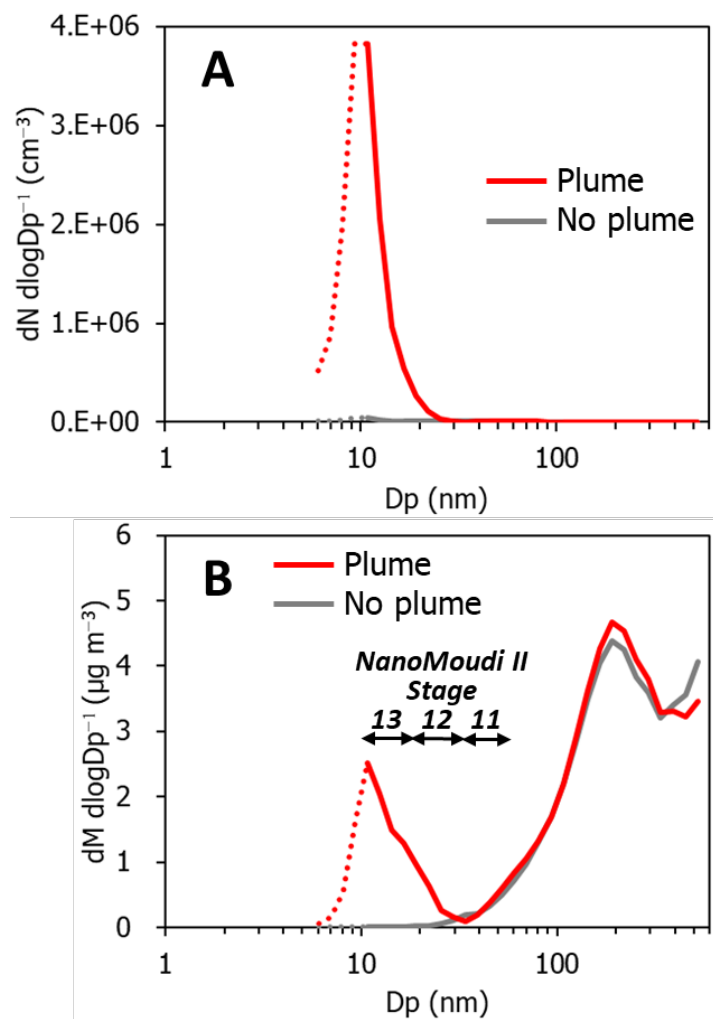 A
4.E+06
3.E+06
2.E+06
1.E+06
0.E+00
dN dlogDp⁻¹ (cm⁻³)
Plume
No plume
1
10
100
Dp (nm)
B
6
5
4
3
2
1
0
dM dlogDp⁻¹ (µg m⁻³)
Plume
No plume
NanoMoudi II
Stage
13 12 11
1
10
100
Dp (nm)